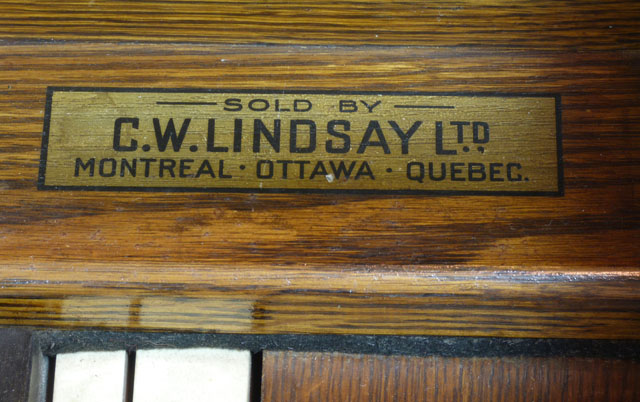 SOLD BY
C.W. LINDSAY LTD.,
MONTREAL · OTTAWA · QUEBEC.